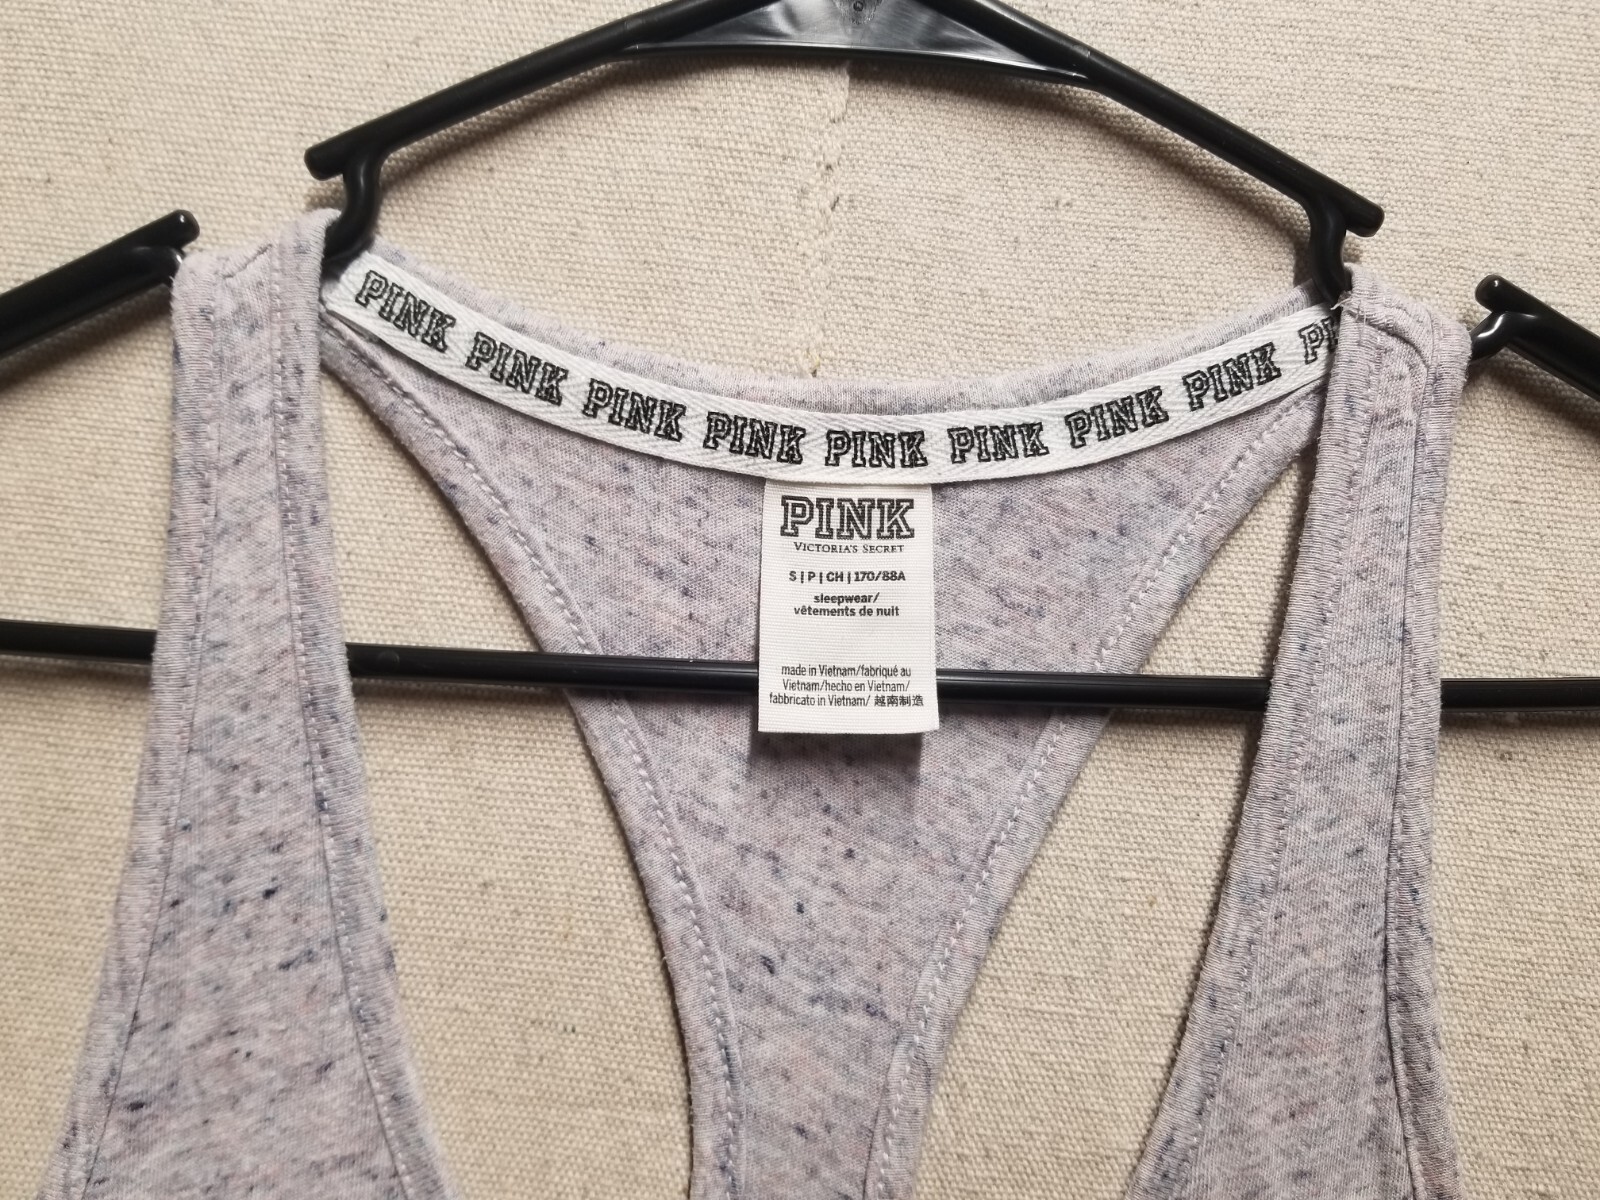 PINK PINK PINK PINK PINK PINK PINK PINK
PINK
VICTORIA'S SECRET
S | P | CH | 170/88A
sleepwear/
vêtements de nuit
made in Vietnam/fabriqué au
Vietnam/hecho en Vietnam/
fabbricato in Vietnam/ 越南制造